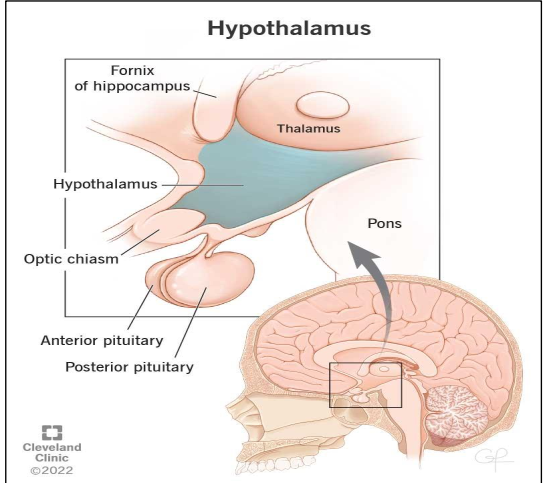 Hypothalamus
Fornix
of hippocampus
Thalamus
Hypothalamus
Pons
Optic chiasm
Anterior pituitary
Posterior pituitary
Cleveland
Clinic
©2022